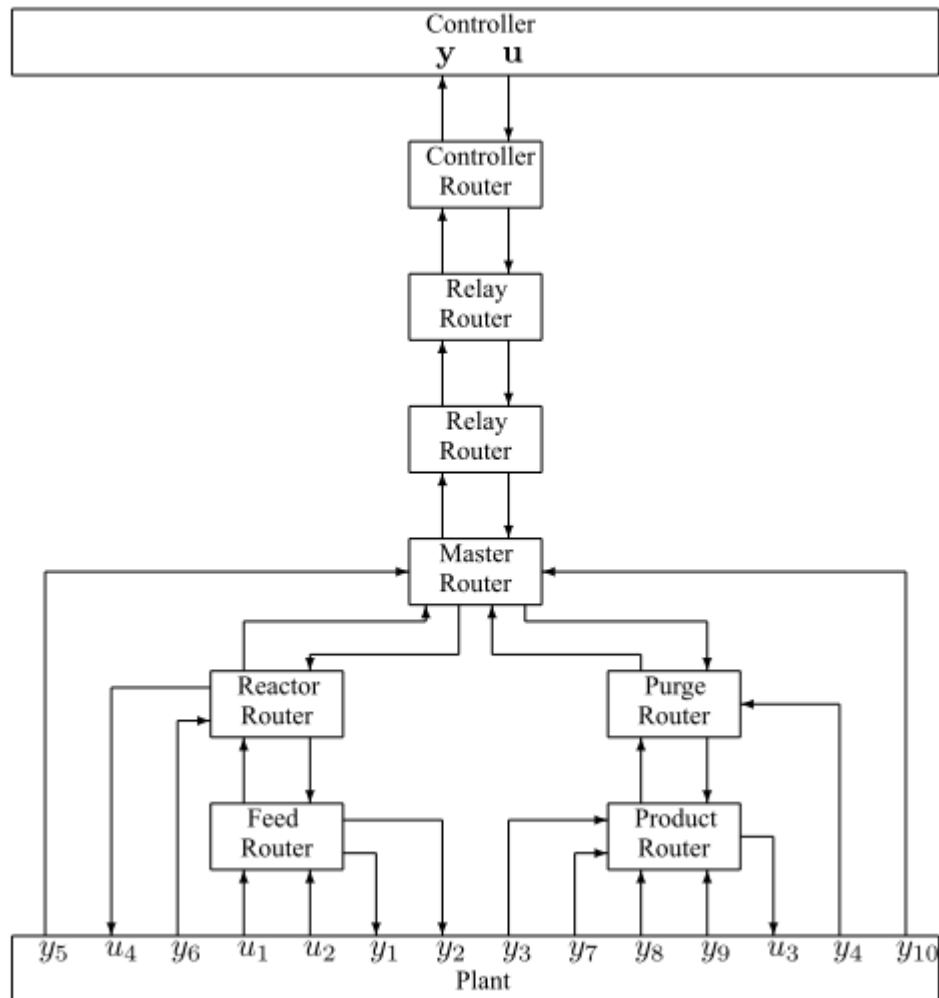 Controller
y u
Controller
Router
Relay
Router
Relay
Router
Master
Router
Reactor
Router
Purge
Router
Feed
Router
Product
Router
y5 u4 y6 u1 u2 y1 y2 y3 y7 y8 y9 u3 y4 y10
Plant